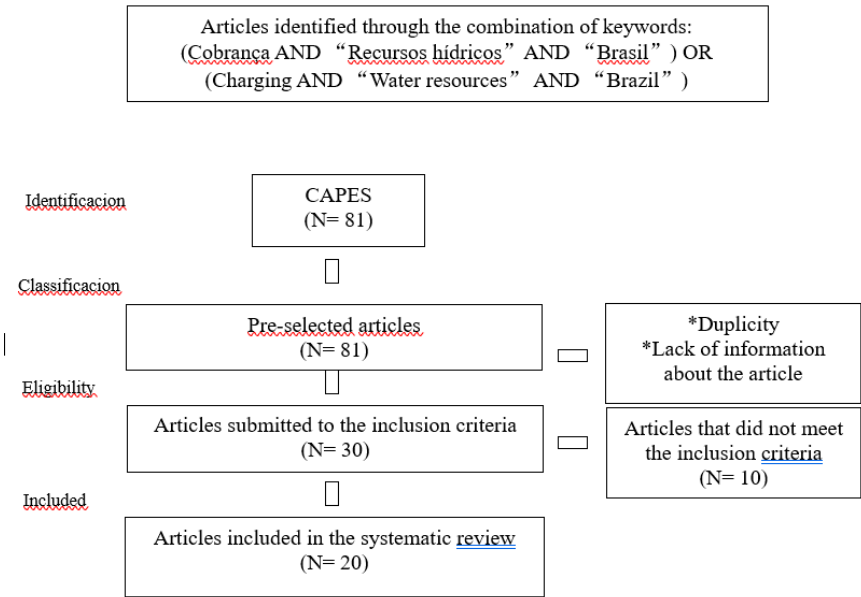 Articles identified through the combination of keywords:
(Cobrança AND “Recursos hídricos” AND “Brasil” ) OR
(Charging AND “Water resources” AND “Brazil” )
Identificacion
CAPES
(N= 81)
Classificacion
Pre-selected articles
(N= 81)
*Duplicity
*Lack of information
about the article
Eligibility
Articles submitted to the inclusion criteria
(N= 30)
Articles that did not meet
the inclusion criteria
(N= 10)
Included
Articles included in the systematic review
(N= 20)